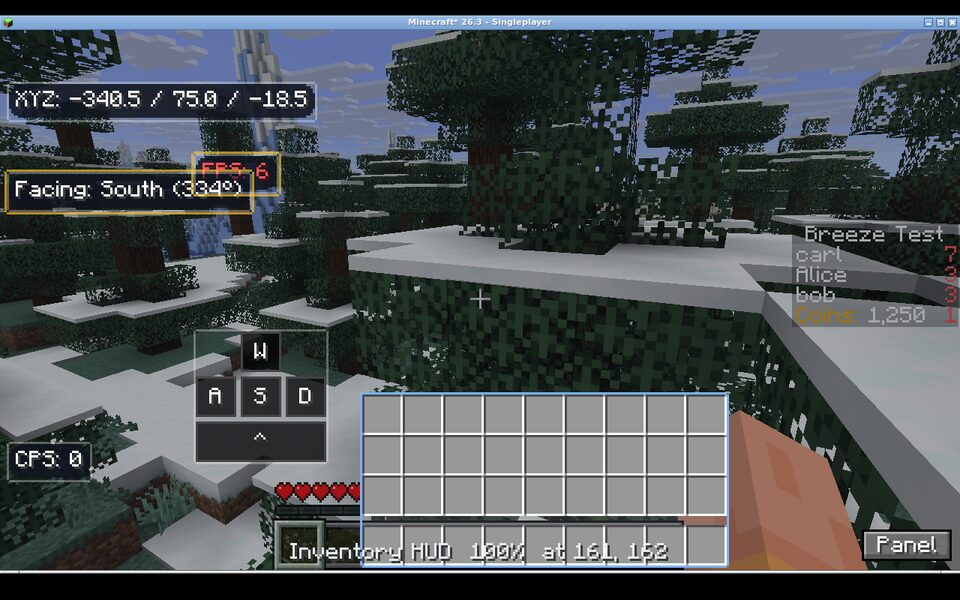 Minecraft* 26.3 - Singleplayer
XYZ: -340.5 / 75.0 / -18.5
FPS: 6
Facing: South (334º)
Breeze Test
carl 7
Alice 3
bob 3
Coins: 1,250 1
W
A S D
^
CPS: 0
Inventory HUD 100% at 161, 162
Panel